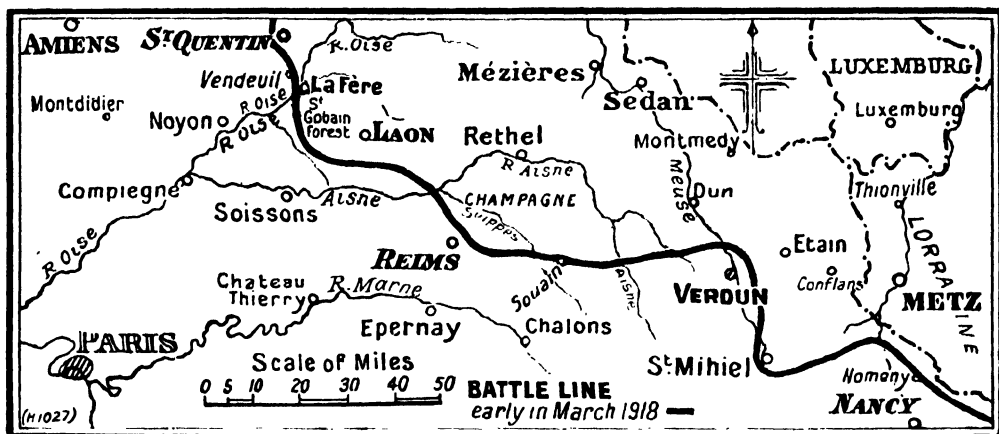 AMIENS
ST QUENTIN
R. OISE
Vendeuil
La Fère
Mézières
LUXEMBURG
Montdidier
R OISE
St
Gobain
Forest
Sedan
Luxemburg
Noyon
R OISE
LAON
Rethel
Montmedy
R Aisne
Compiegne
Soissons
Aisne
CHAMPAGNE
Suippes
Meuse
Dun
Thionville
LORRAINE
R Oise
REIMS
Souain
Aisne
Etain
Conflans
Chateau
Thierry
R. Marne
VERDUN
METZ
Epernay
Chalons
PARIS
St Mihiel
Scale of Miles
0 5 10 20 30 40 50
Nomeny
NANCY
BATTLE LINE
early in March 1918
(H1027)